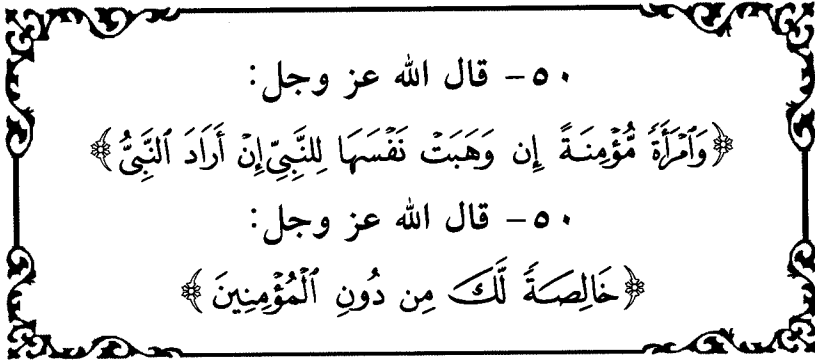 ٥٠- قال الله عز وجل:
﴿وَٱمْرَأَةً مُّؤْمِنَةً إِن وَهَبَتْ نَفْسَهَا لِلنَّبِيِّ إِنْ أَرَادَ ٱلنَّبِيُّ﴾
٥٠- قال الله عز وجل:
﴿خَالِصَةً لَّكَ مِن دُونِ ٱلْمُؤْمِنِينَ﴾